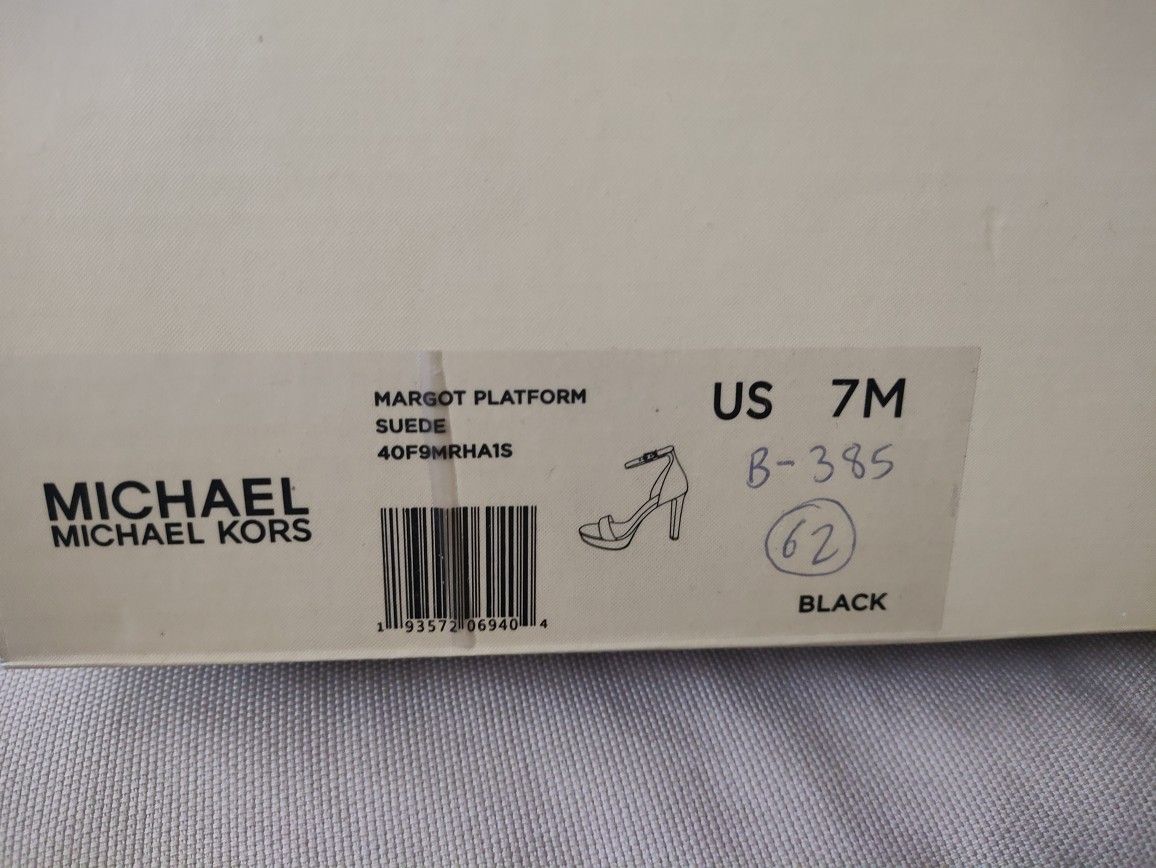 MICHAEL
MICHAEL KORS
MARGOT PLATFORM
SUEDE
40F9MRHA1S
1 93572 06940 4
US 7M
B-385
62
BLACK